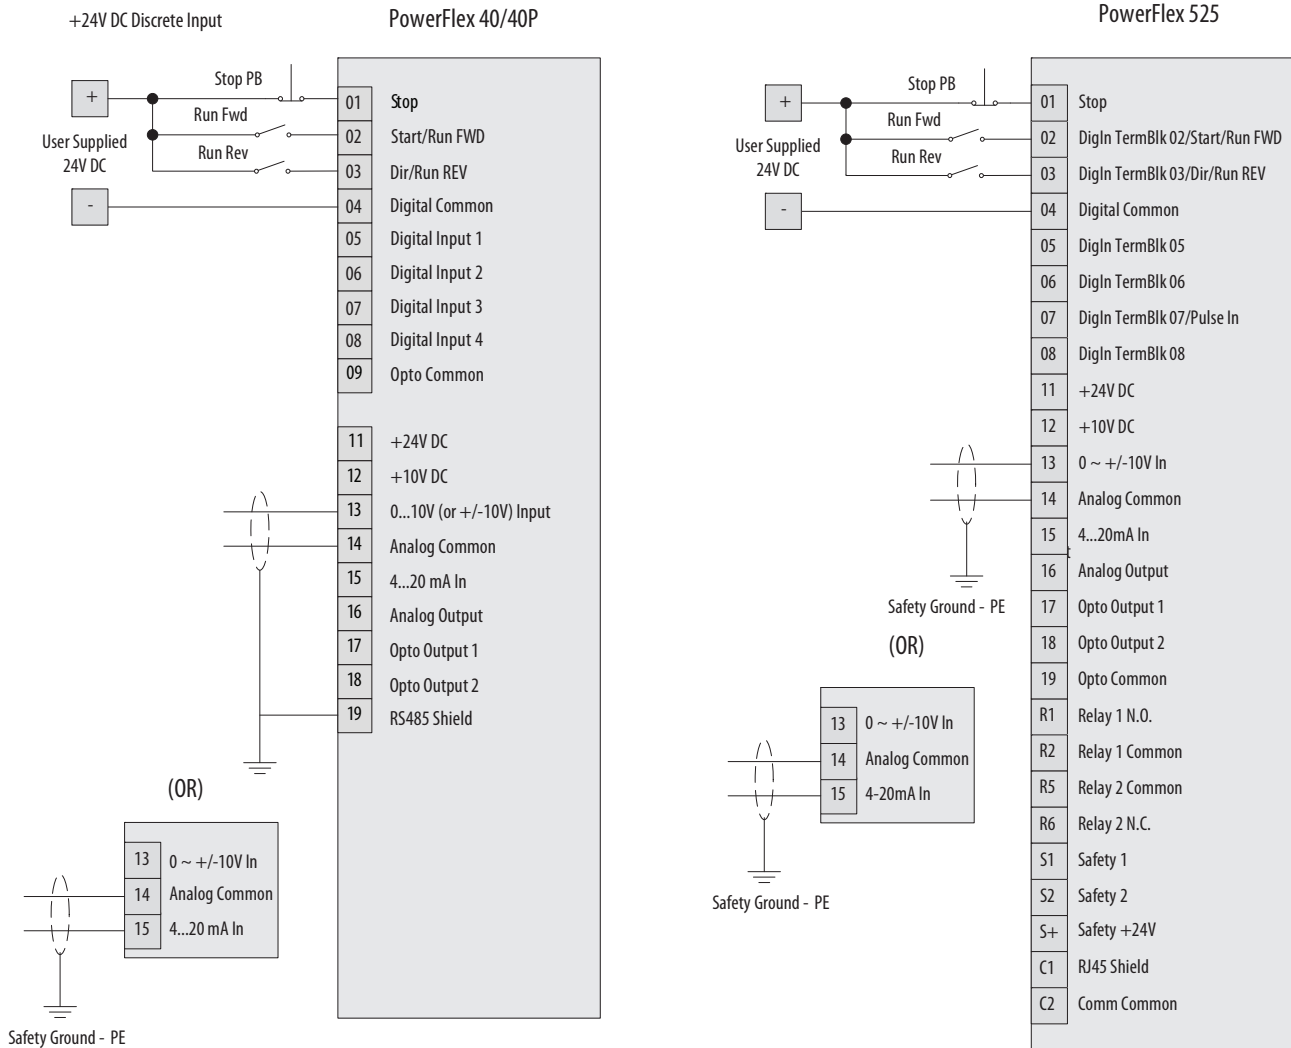 +24V DC Discrete Input
PowerFlex 40/40P
Stop PB
+
Run Fwd
User Supplied
24V DC
Run Rev
-
01 Stop
02 Start/Run FWD
03 Dir/Run REV
04 Digital Common
05 Digital Input 1
06 Digital Input 2
07 Digital Input 3
08 Digital Input 4
09 Opto Common
11 +24V DC
12 +10V DC
13 0...10V (or +/-10V) Input
14 Analog Common
15 4...20 mA In
16 Analog Output
17 Opto Output 1
18 Opto Output 2
19 RS485 Shield
(OR)
13 0 ~ +/-10V In
14 Analog Common
15 4...20 mA In
Safety Ground - PE
PowerFlex 525
Stop PB
+
Run Fwd
User Supplied
24V DC
Run Rev
-
01 Stop
02 DigIn TermBlk 02/Start/Run FWD
03 DigIn TermBlk 03/Dir/Run REV
04 Digital Common
05 DigIn TermBlk 05
06 DigIn TermBlk 06
07 DigIn TermBlk 07/Pulse In
08 DigIn TermBlk 08
11 +24V DC
12 +10V DC
13 0 ~ +/-10V In
14 Analog Common
15 4...20mA In
16 Analog Output
17 Opto Output 1
18 Opto Output 2
19 Opto Common
R1 Relay 1 N.O.
R2 Relay 1 Common
R5 Relay 2 Common
R6 Relay 2 N.C.
S1 Safety 1
S2 Safety 2
S+ Safety +24V
C1 RJ45 Shield
C2 Comm Common
Safety Ground - PE
(OR)
13 0 ~ +/-10V In
14 Analog Common
15 4-20mA In
Safety Ground - PE